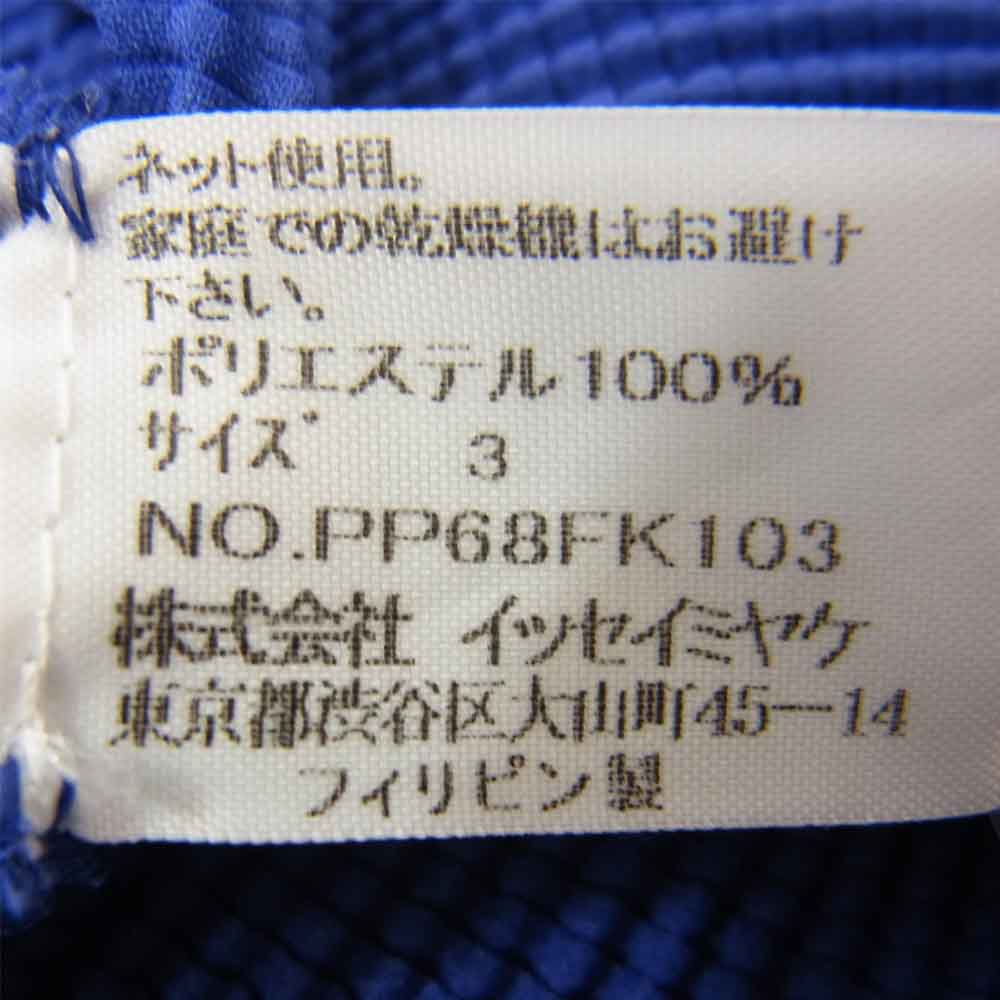 ネット使用。
家庭での乾燥機はお避け
下さい。
ポリエステル100%
サイズ 3
NO.PP68FK103
株式会社 イッセイミヤケ
東京都渋谷区大山町45−14
フィリピン製